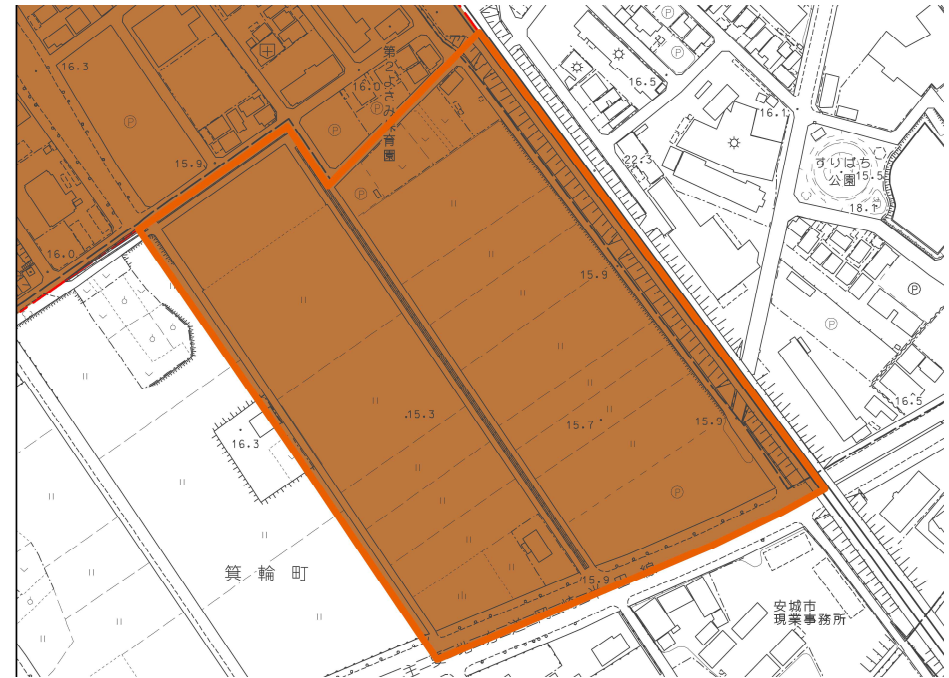 16.3
16.0
第2よさみ保育園
16.5
16.1
22.3
すりばち
公園
15.5
18.1
15.9
16.0
15.9
15.3
15.7
15.9
16.5
16.3
箕輪町
15.9
安城市
現業事務所
主